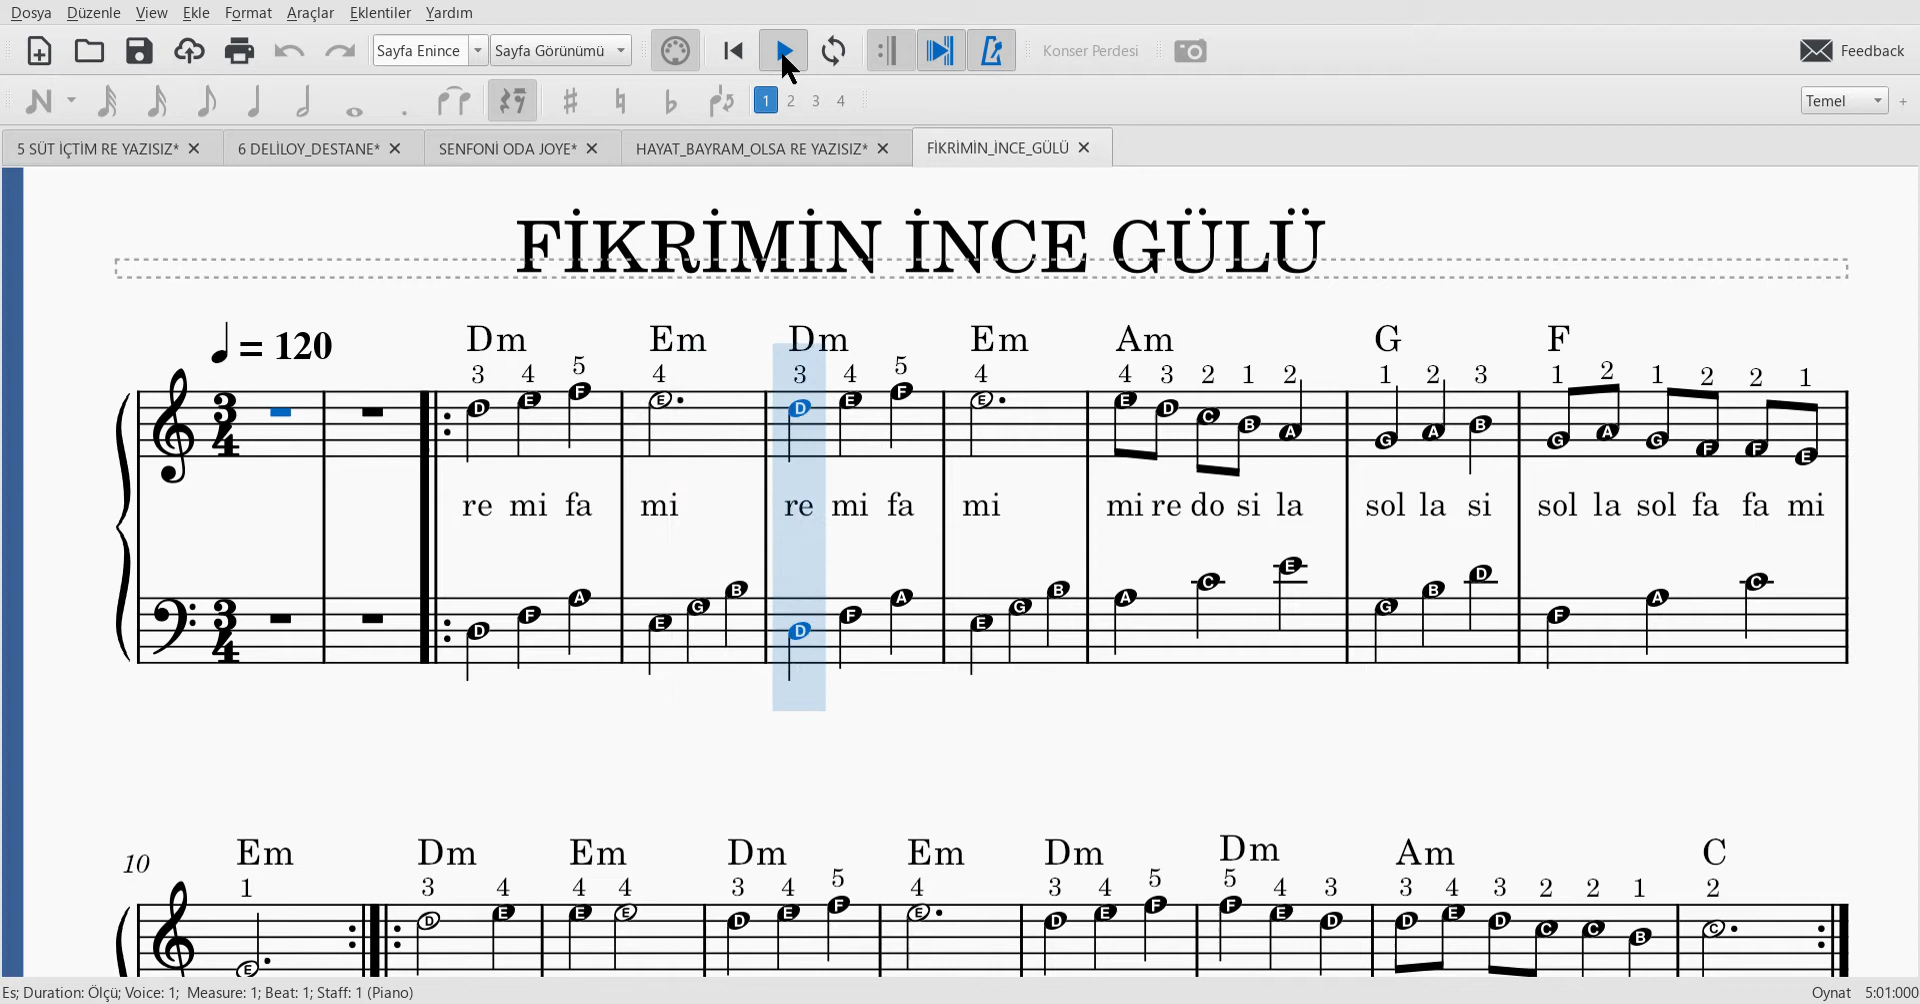 Dosya Düzenle View Ekle Format Araçlar Eklentiler Yardım
Sayfa Enince Sayfa Görünümü Konser Perdesi Feedback
1 2 3 4 Temel +
5 SÜT İÇTİM RE YAZISIZ* 6 DELİLOY_DESTANE* SENFONİ ODA JOYE* HAYAT_BAYRAM_OLSA RE YAZISIZ* FİKRİMİN_İNCE_GÜLÜ
FİKRİMİN İNCE GÜLÜ
= 120
Dm Em Dm Em Am G F
3 4 5 4 3 4 5 4 4 3 2 1 2 1 2 3 1 2 1 2 2 1
3 4
D E F E D E F E E D C B A G A B G A G F F E
re mi fa mi re mi fa mi mi re do si la sol la si sol la sol fa fa mi
3 4
D F A E G B D F A E G B A C E G B D F A C
10 Em Dm Em Dm Em Dm Dm Am C
1 3 4 4 4 3 4 5 4 3 4 5 5 4 3 3 4 3 2 2 1 2
E D E E E D E F E D E F F E D D E D C C B C
Es; Duration: Ölçü; Voice: 1; Measure: 1; Beat: 1; Staff: 1 (Piano) Oynat 5:01:000